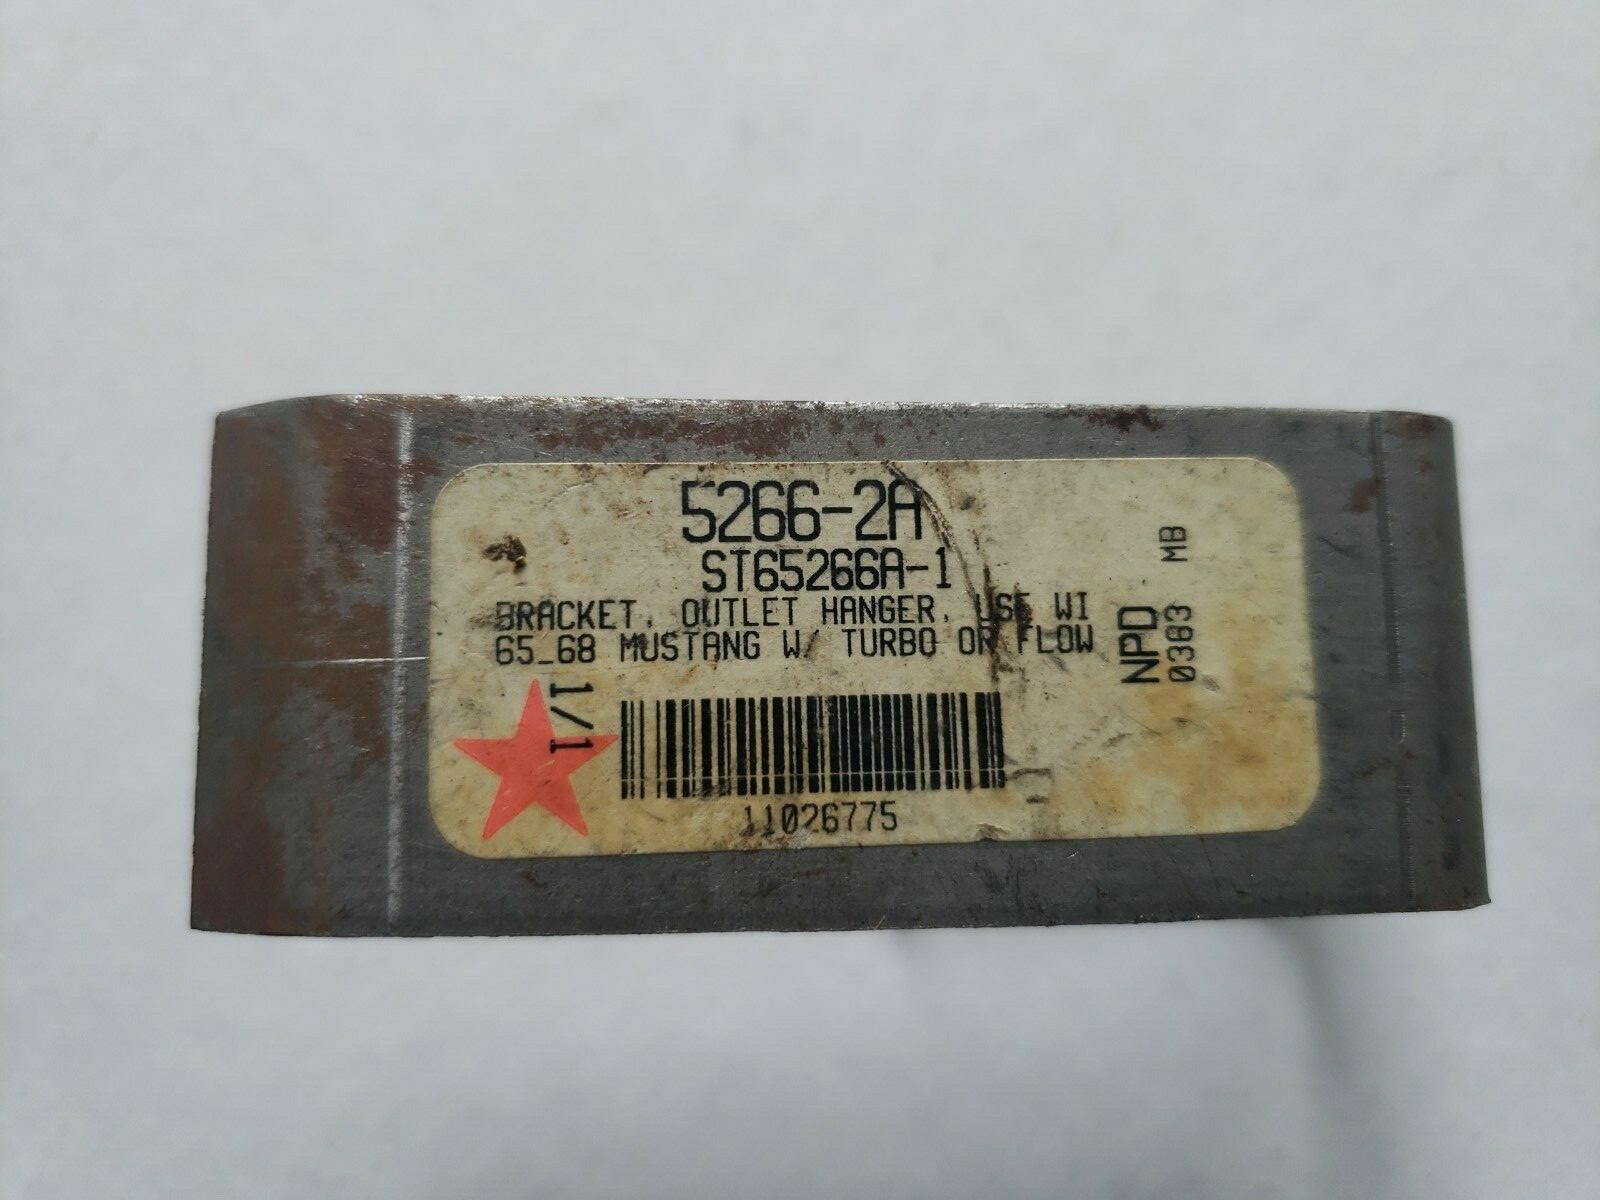 5266-2A
ST65266A-1
BRACKET, OUTLET HANGER, USE WI
65_68 MUSTANG W/ TURBO OR FLOW
1/1
11026775
NPD
0383 MB